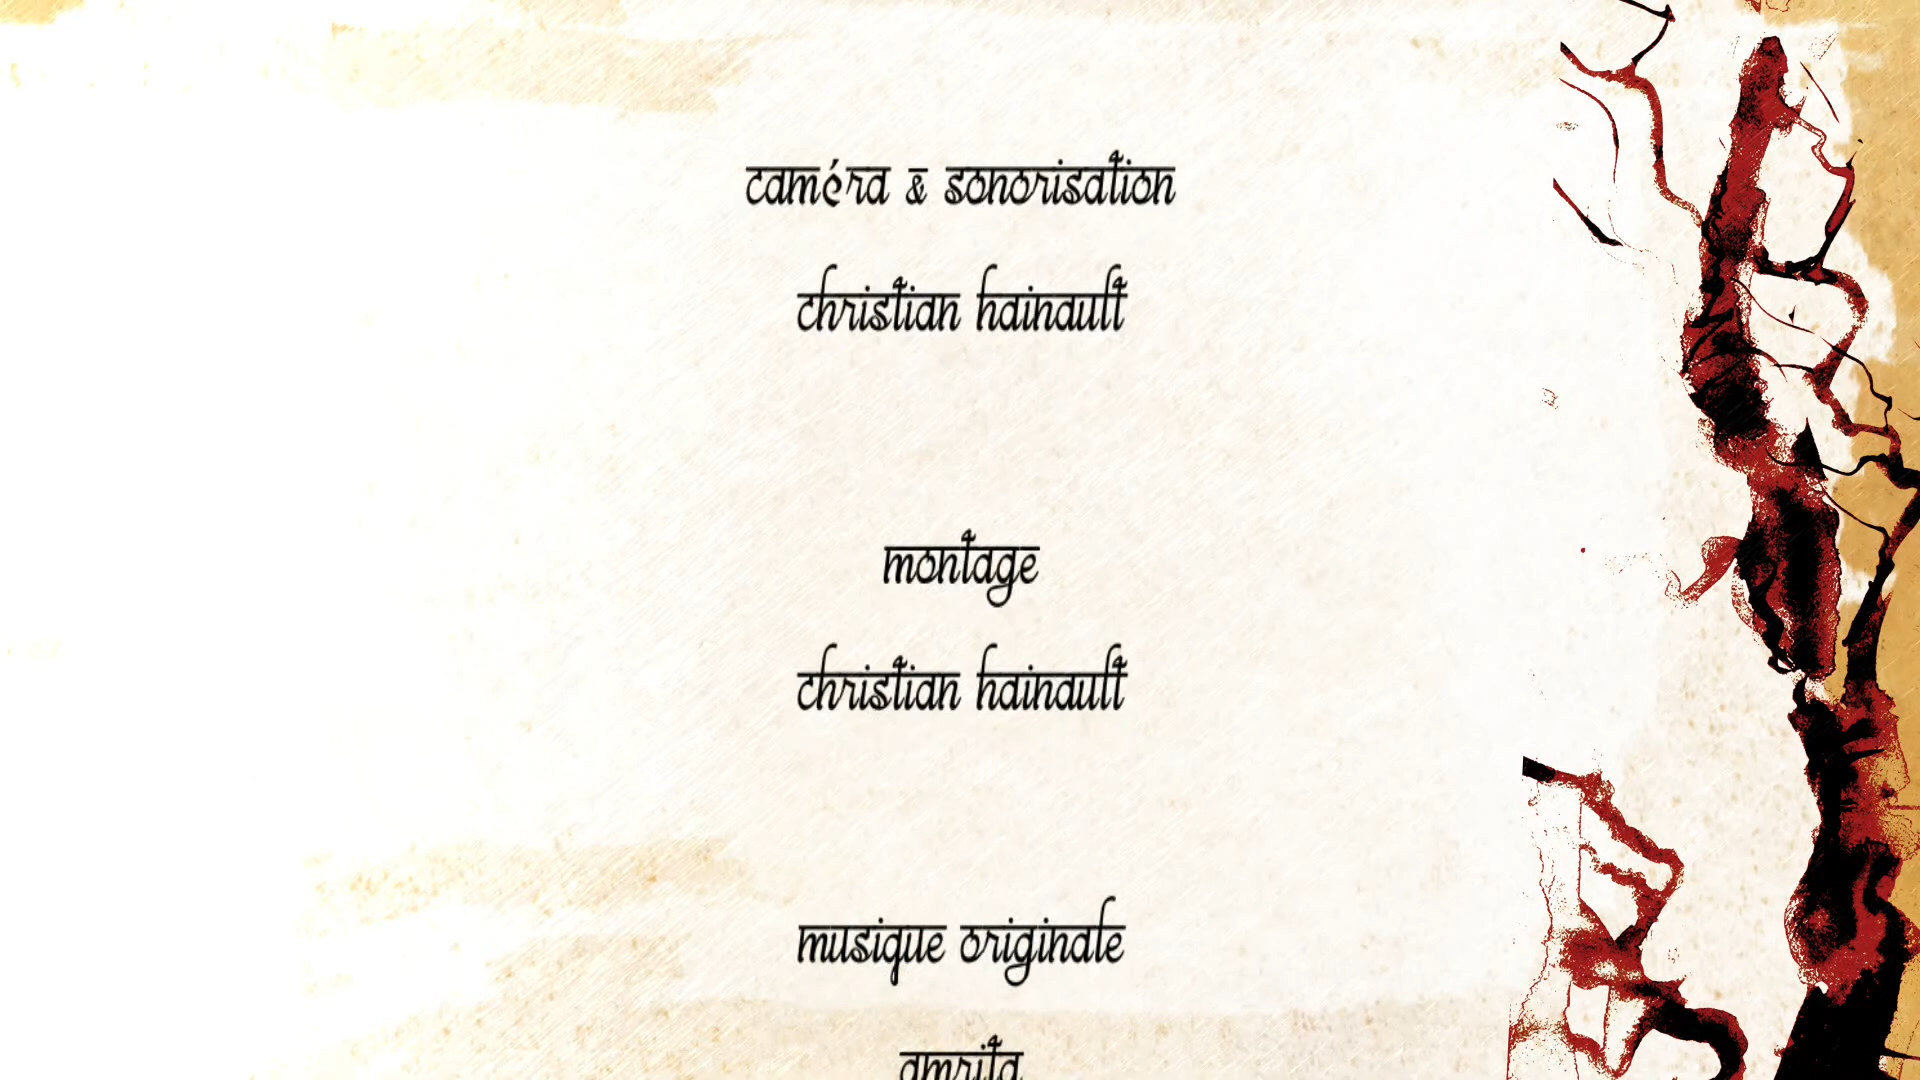 caméra & sonorisation
christian hainault
montage
christian hainault
musique originale
amrita